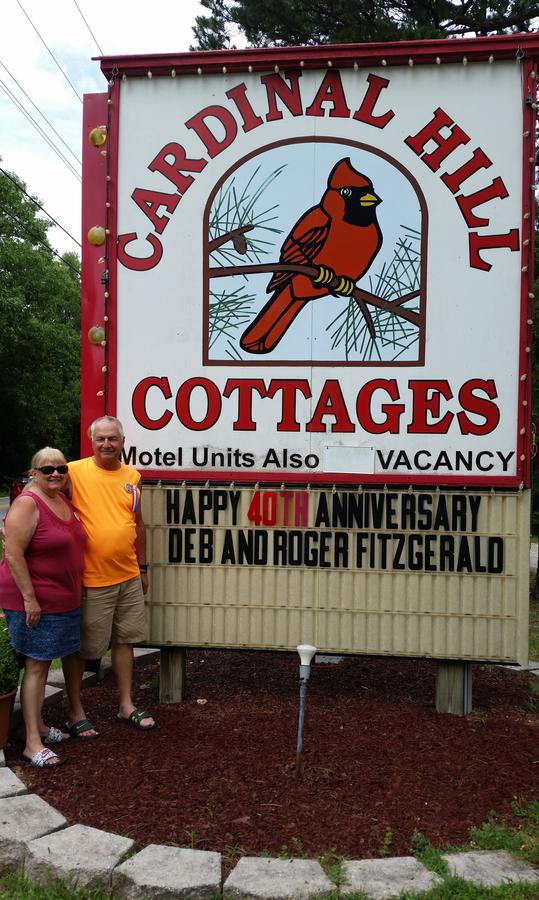 CARDINAL HILL
COTTAGES
Motel Units Also VACANCY
HAPPY 40TH ANNIVERSARY
DEB AND ROGER FITZGERALD